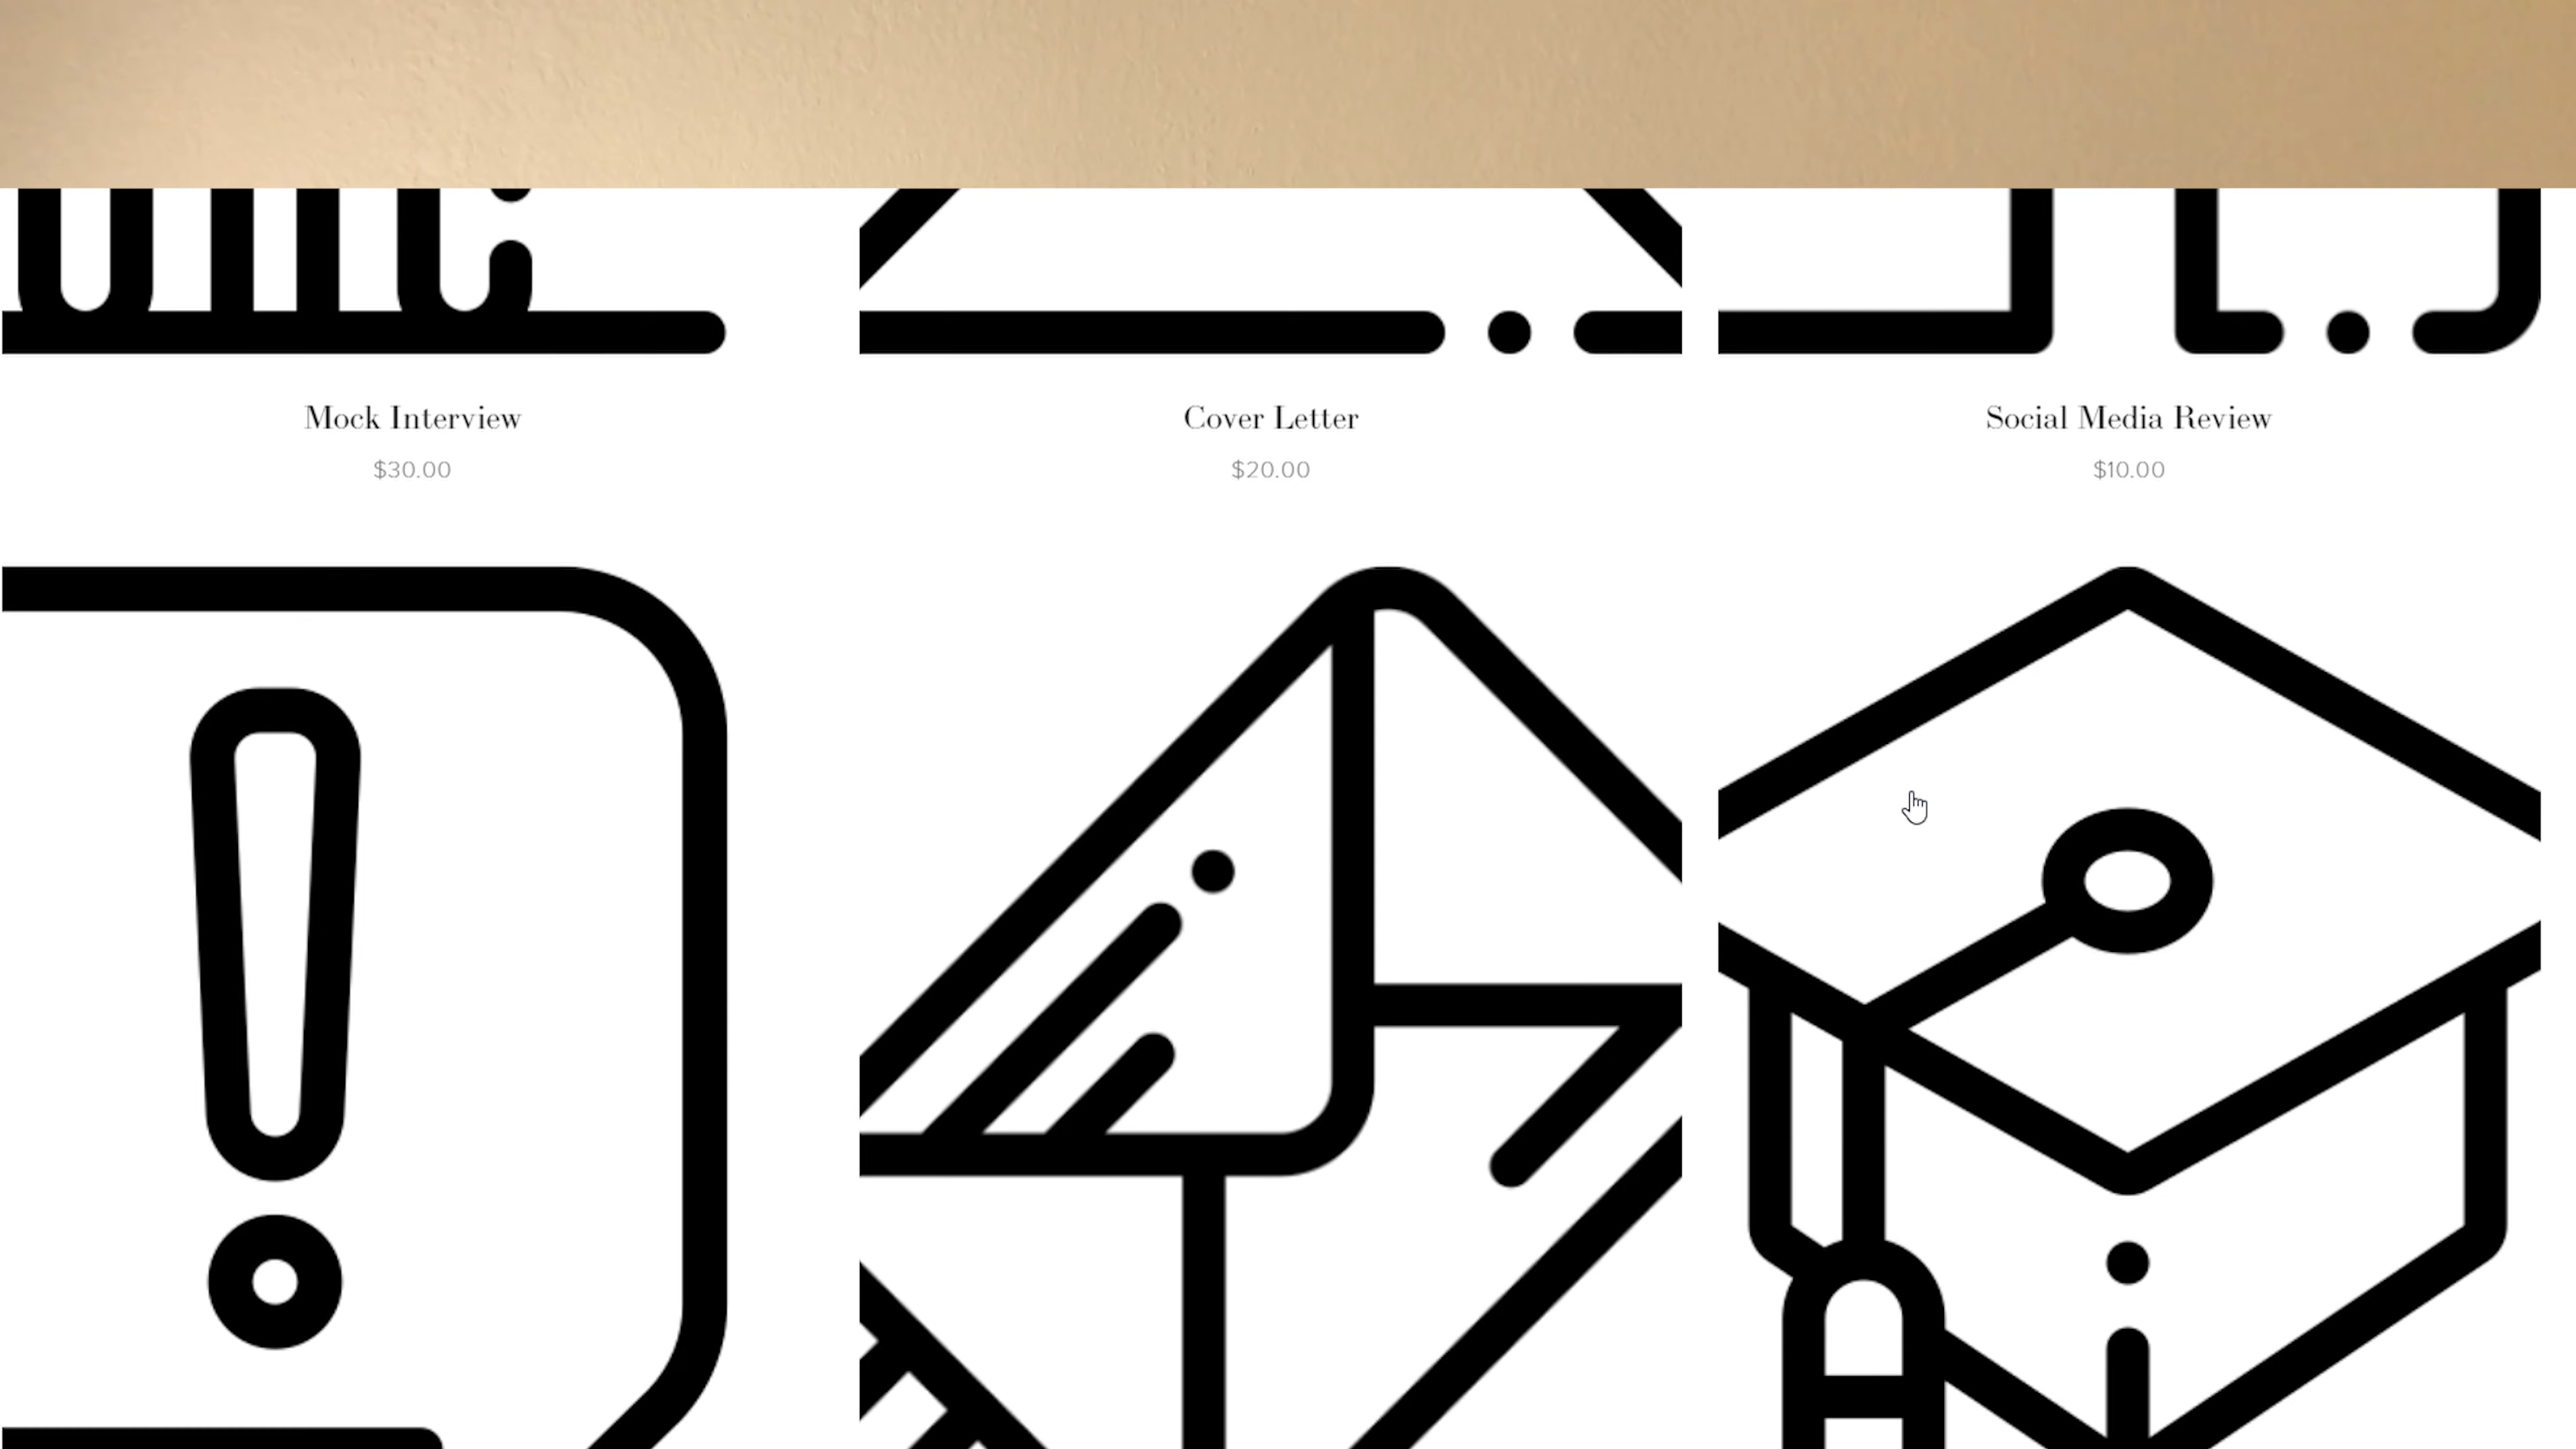 Mock Interview
$30.00
Cover Letter
$20.00
Social Media Review
$10.00